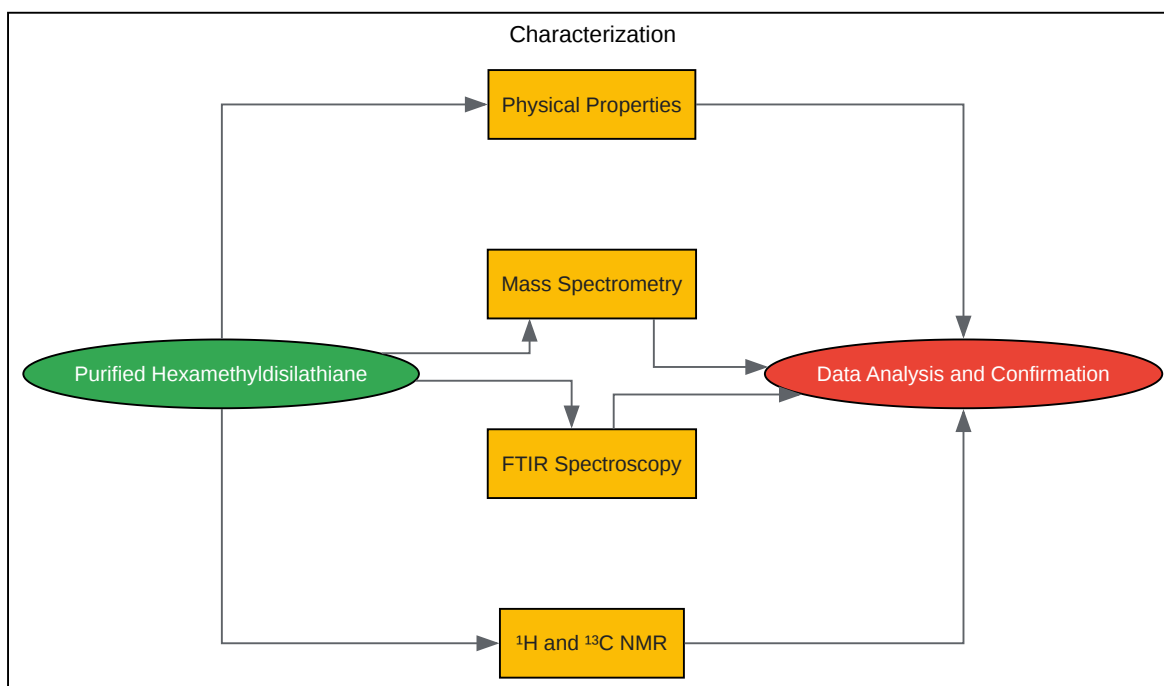 Characterization
Physical Properties
Mass Spectrometry
Purified Hexamethyldisilathiane
Data Analysis and Confirmation
FTIR Spectroscopy
¹H and ¹³C NMR